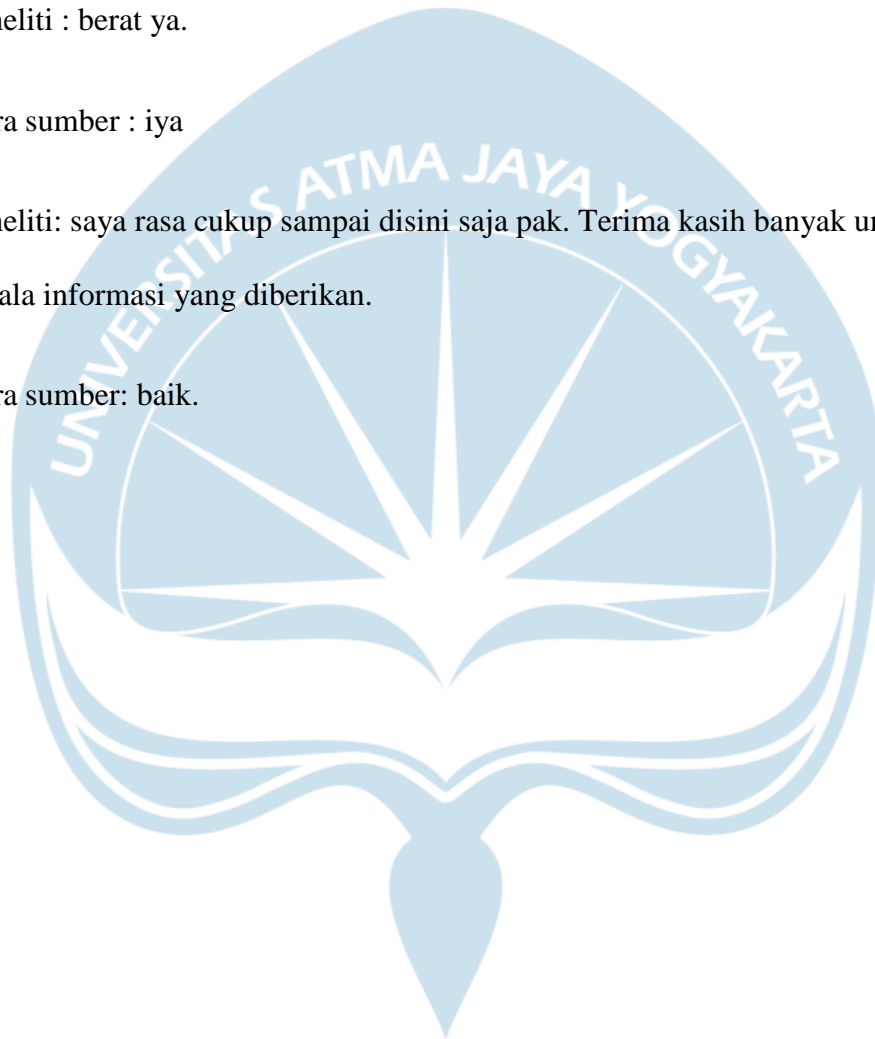 neliti : berat ya.
ra sumber : iya
neliti: saya rasa cukup sampai disini saja pak. Terima kasih banyak un
ala informasi yang diberikan.
ra sumber: baik.
UNIVERSITAS ATMA JAYA YOGYAKARTA